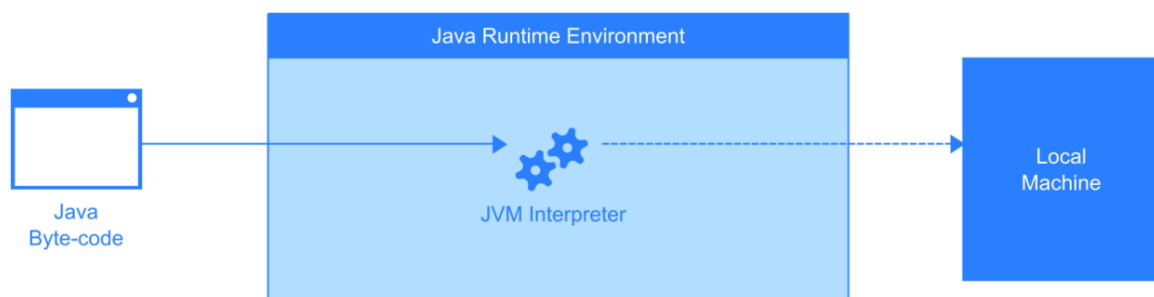 Java Runtime Environment
Java
Byte-code
JVM Interpreter
Local
Machine